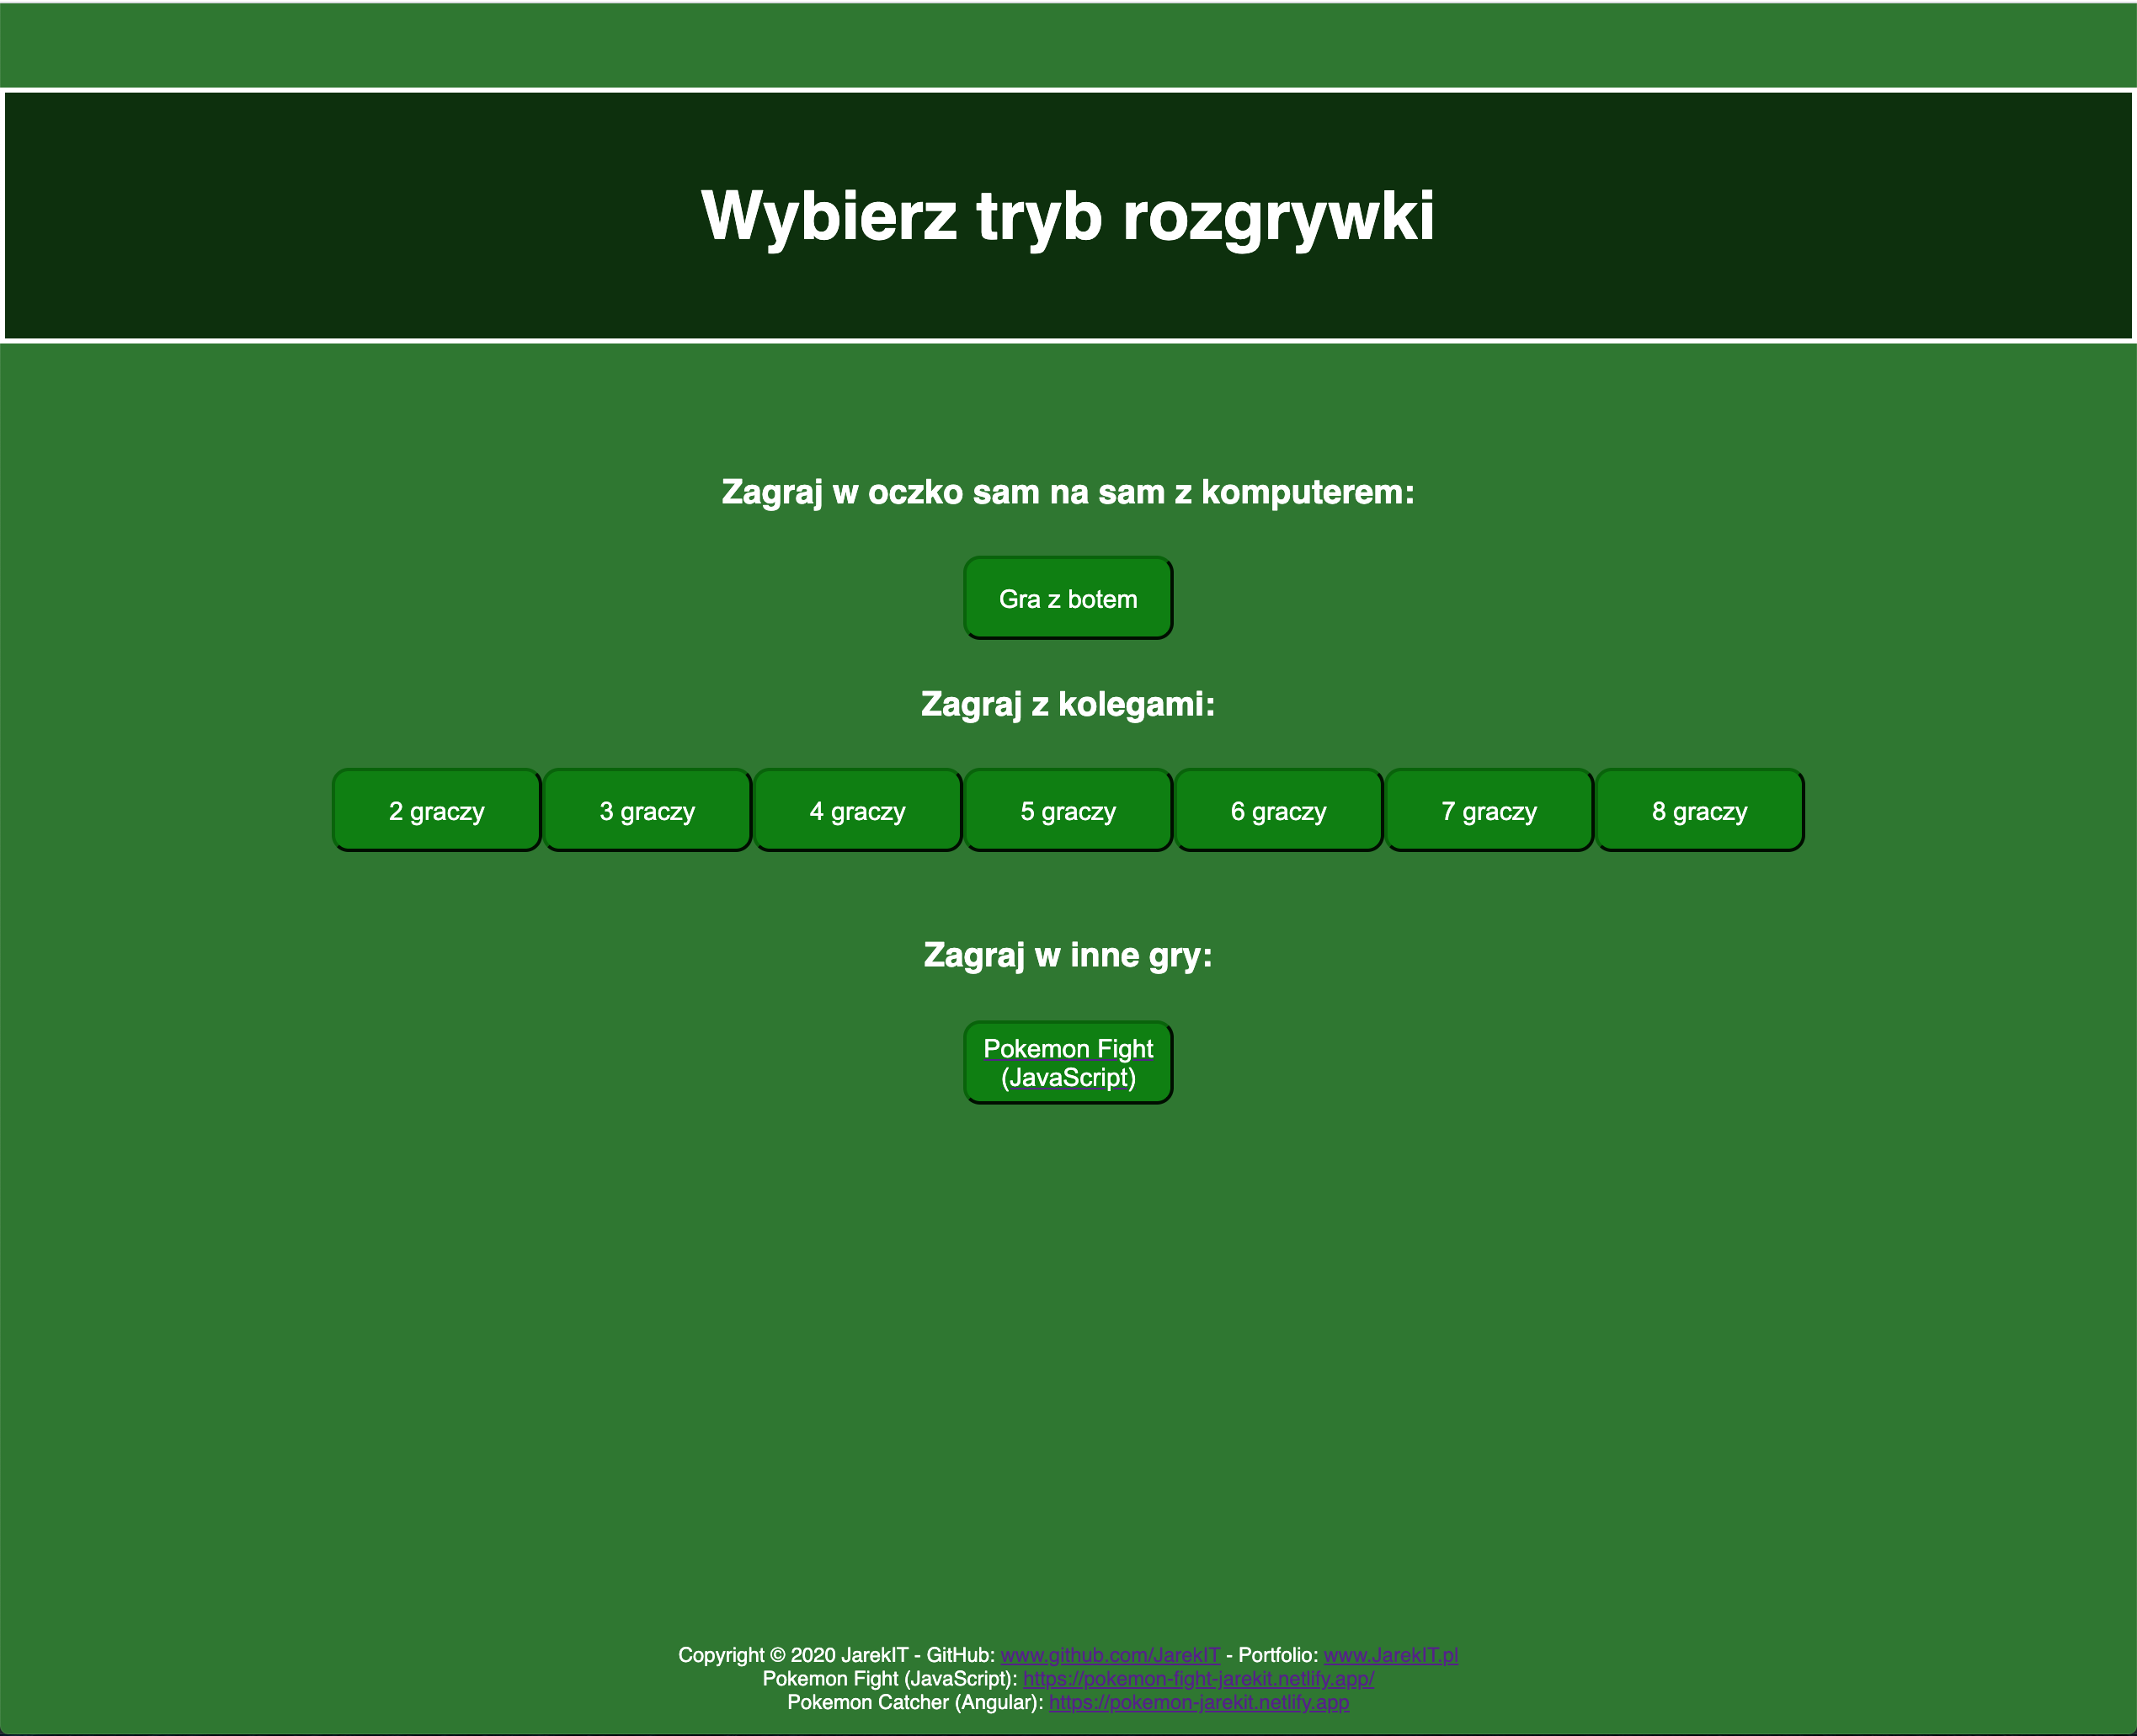 Wybierz tryb rozgrywki
Zagraj w oczko sam na sam z komputerem:
Gra z botem
Zagraj z kolegami:
2 graczy 3 graczy 4 graczy 5 graczy 6 graczy 7 graczy 8 graczy
Zagraj w inne gry:
Pokemon Fight
(JavaScript)
Copyright © 2020 JarekIT - GitHub: www.github.com/JarekIT - Portfolio: www.JarekIT.pl
Pokemon Fight (JavaScript): https://pokemon-fight-jarekit.netlify.app/
Pokemon Catcher (Angular): https://pokemon-jarekit.netlify.app